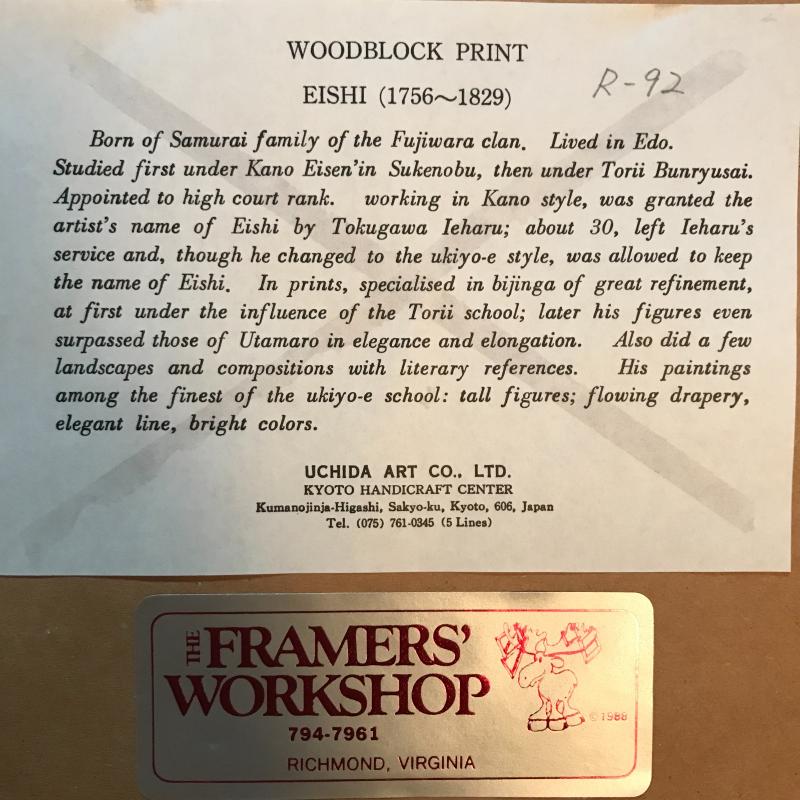 WOODBLOCK PRINT
R-92
EISHI (1756～1829)
Born of Samurai family of the Fujiwara clan. Lived in Edo.
Studied first under Kano Eisen'in Sukenobu, then under Torii Bunryusai.
Appointed to high court rank. working in Kano style, was granted the
artist's name of Eishi by Tokugawa Ieharu; about 30, left Ieharu's
service and, though he changed to the ukiyo-e style, was allowed to keep
the name of Eishi. In prints, specialised in bijinga of great refinement,
at first under the influence of the Torii school; later his figures even
surpassed those of Utamaro in elegance and elongation. Also did a few
landscapes and compositions with literary references. His paintings
among the finest of the ukiyo-e school: tall figures; flowing drapery,
elegant line, bright colors.
UCHIDA ART CO., LTD.
KYOTO HANDICRAFT CENTER
Kumanojinja-Higashi, Sakyo-ku, Kyoto, 606, Japan
Tel. (075) 761-0345 (5 Lines)
THE FRAMERS'
WORKSHOP
©1988
794-7961
RICHMOND, VIRGINIA